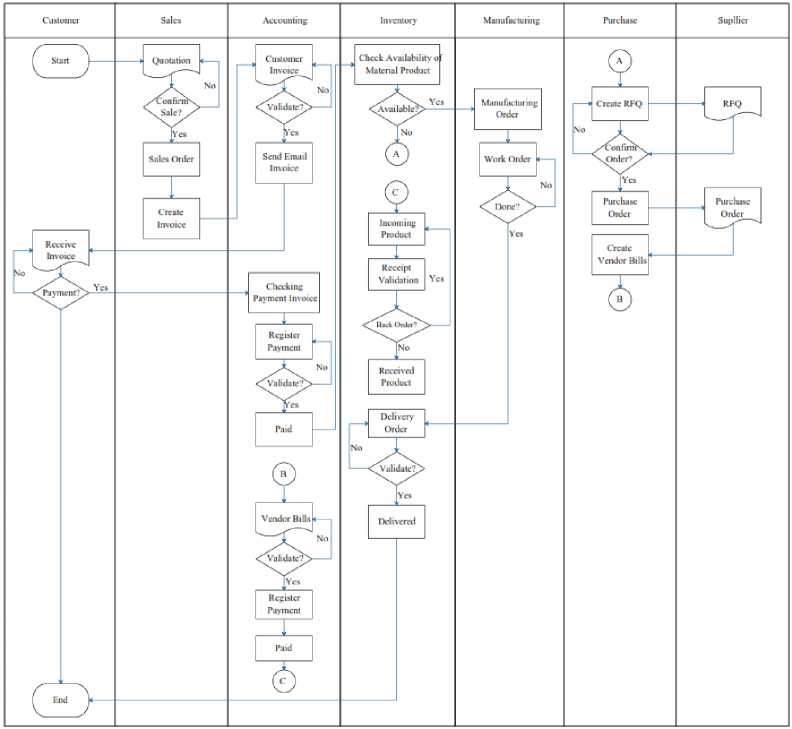 Customer
Sales
Accounting
Inventory
Manufacturing
Purchase
Supllier
Start
Quotation
No
Confirm
Sale?
Yes
Sales Order
Create
Invoice
Customer
Invoice
No
Validate?
Yes
Send Email
Invoice
Check Availability of
Material Product
Available?
Yes
No
A
Manufacturing
Order
Work Order
No
Done?
Yes
A
Create RFQ
No
Confirm
Order?
Yes
Purchase
Order
Create
Vendor Bills
B
RFQ
Purchase
Order
Receive
Invoice
No
Payment?
Yes
Checking
Payment Invoice
Register
Payment
No
Validate?
Yes
Paid
C
Incoming
Product
Receipt
Validation
Yes
Back Order?
No
Received
Product
Delivery
Order
No
Validate?
Yes
Delivered
B
Vendor Bills
No
Validate?
Yes
Register
Payment
Paid
C
End